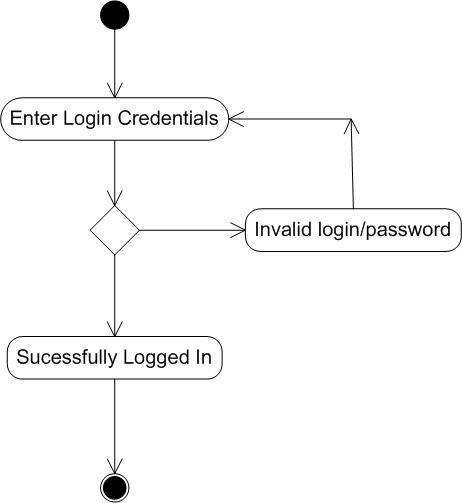 Enter Login Credentials
Invalid login/password
Sucessfully Logged In